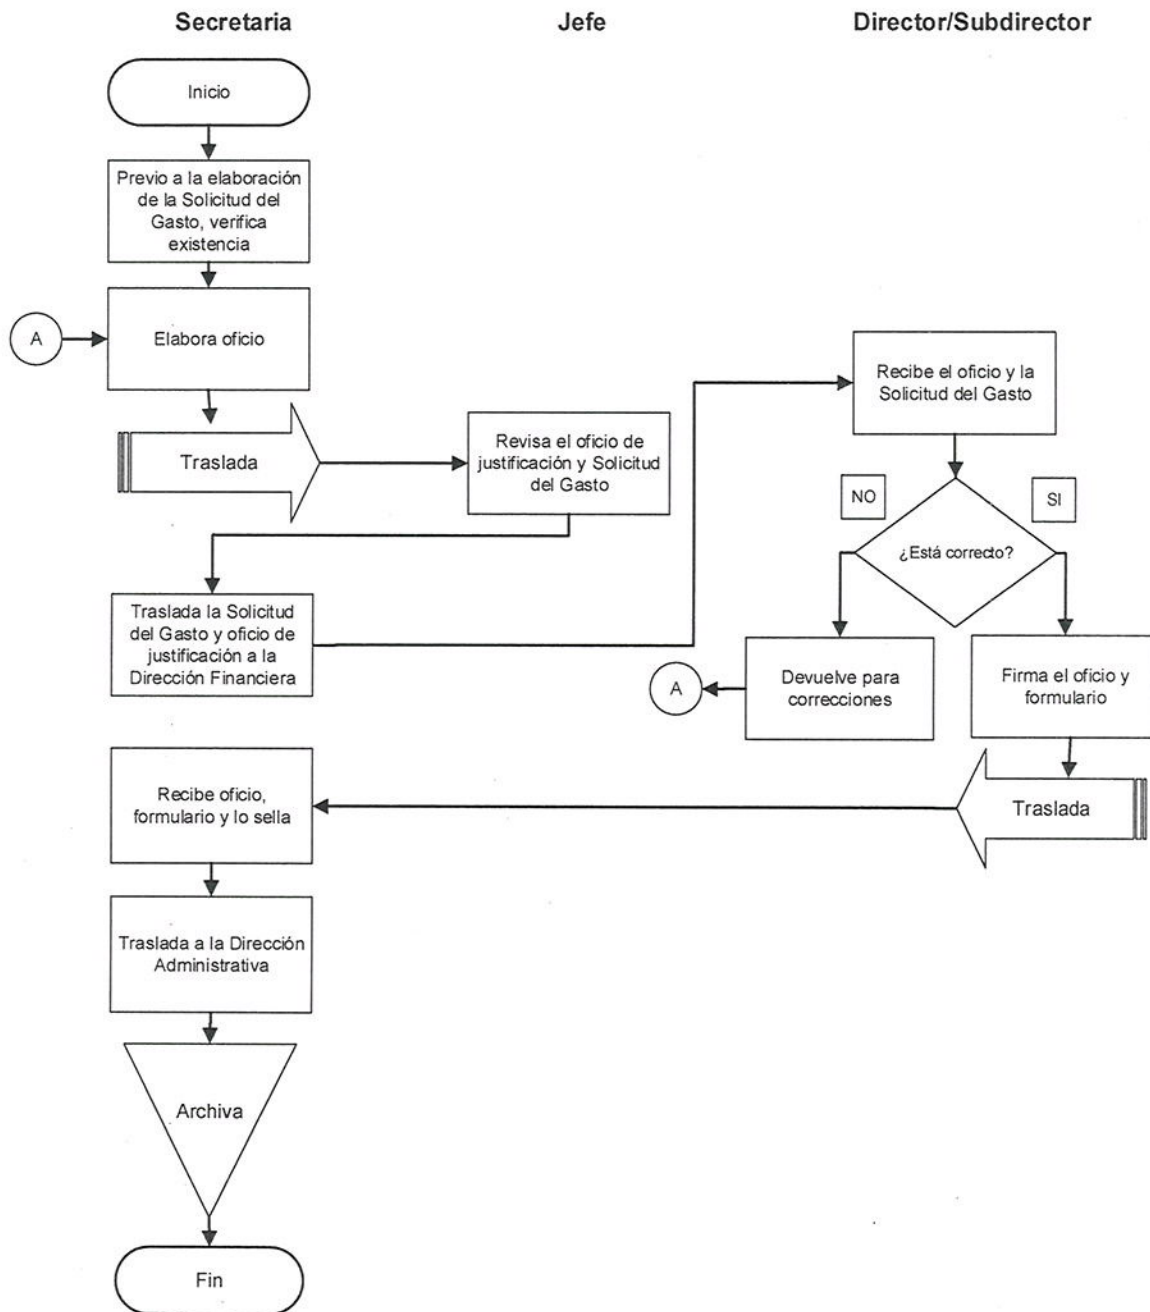 Secretaria
Jefe
Director/Subdirector
Inicio
Previo a la elaboración
de la Solicitud del
Gasto, verifica
existencia
A
Elabora oficio
Traslada
Revisa el oficio de
justificación y Solicitud
del Gasto
Traslada la Solicitud
del Gasto y oficio de
justificación a la
Dirección Financiera
Recibe el oficio y la
Solicitud del Gasto
NO
SI
¿Está correcto?
Devuelve para
correcciones
A
Firma el oficio y
formulario
Traslada
Recibe oficio,
formulario y lo sella
Traslada a la Dirección
Administrativa
Archiva
Fin